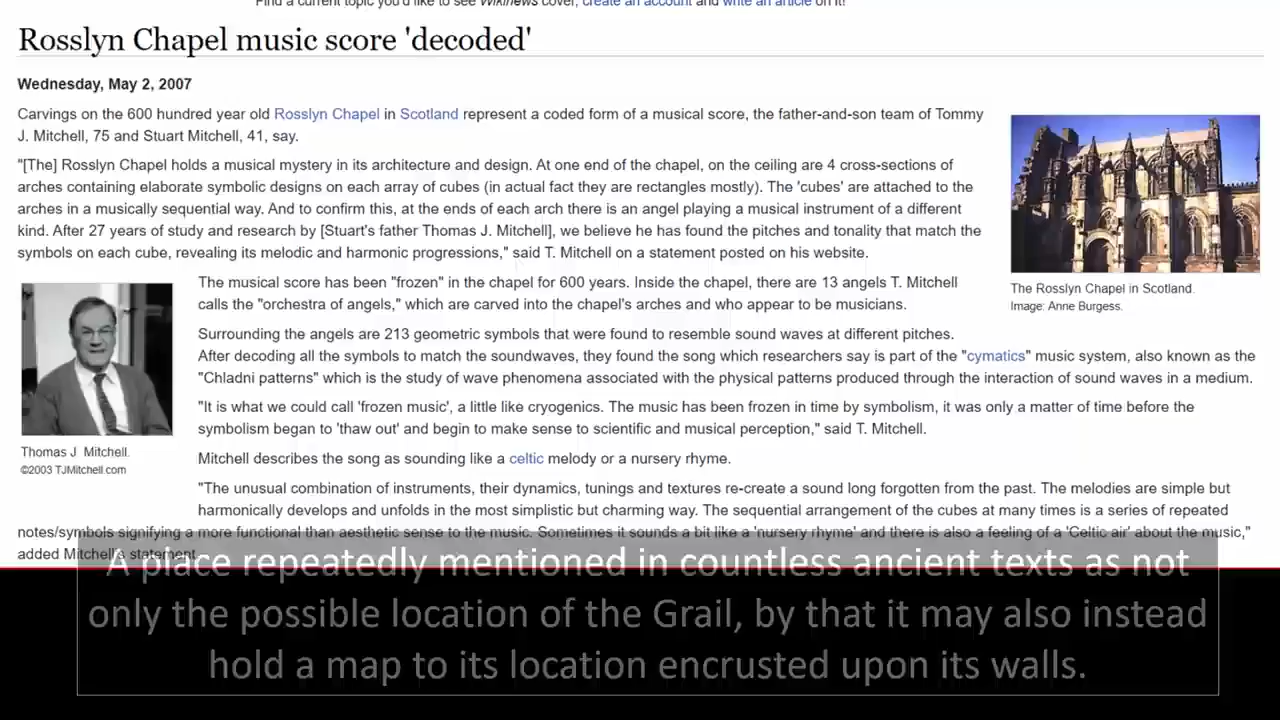 Find a current topic you'd like to see Wikinews cover, create an account and write an article on it!
Rosslyn Chapel music score 'decoded'
Wednesday, May 2, 2007
Carvings on the 600 hundred year old Rosslyn Chapel in Scotland represent a coded form of a musical score, the father-and-son team of Tommy
J. Mitchell, 75 and Stuart Mitchell, 41, say.
"[The] Rosslyn Chapel holds a musical mystery in its architecture and design. At one end of the chapel, on the ceiling are 4 cross-sections of
arches containing elaborate symbolic designs on each array of cubes (in actual fact they are rectangles mostly). The 'cubes' are attached to the
arches in a musically sequential way. And to confirm this, at the ends of each arch there is an angel playing a musical instrument of a different
kind. After 27 years of study and research by [Stuart's father Thomas J. Mitchell], we believe he has found the pitches and tonality that match the
symbols on each cube, revealing its melodic and harmonic progressions," said T. Mitchell on a statement posted on his website.
The Rosslyn Chapel in Scotland.
Image: Anne Burgess.
The musical score has been "frozen" in the chapel for 600 years. Inside the chapel, there are 13 angels T. Mitchell
calls the "orchestra of angels," which are carved into the chapel's arches and who appear to be musicians.
Surrounding the angels are 213 geometric symbols that were found to resemble sound waves at different pitches.
After decoding all the symbols to match the soundwaves, they found the song which researchers say is part of the "cymatics" music system, also known as the
"Chladni patterns" which is the study of wave phenomena associated with the physical patterns produced through the interaction of sound waves in a medium.
"It is what we could call 'frozen music', a little like cryogenics. The music has been frozen in time by symbolism, it was only a matter of time before the
symbolism began to 'thaw out' and begin to make sense to scientific and musical perception," said T. Mitchell.
Thomas J. Mitchell.
©2003 TJMitchell.com
Mitchell describes the song as sounding like a celtic melody or a nursery rhyme.
"The unusual combination of instruments, their dynamics, tunings and textures re-create a sound long forgotten from the past. The melodies are simple but
harmonically develops and unfolds in the most simplistic but charming way. The sequential arrangement of the cubes at many times is a series of repeated
notes/symbols signifying a more functional than aesthetic sense to the music. Sometimes it sounds a bit like a 'nursery rhyme' and there is also a feeling of a 'Celtic air' about the music,"
added Mitchell's statement.
A place repeatedly mentioned in countless ancient texts as not
only the possible location of the Grail, by that it may also instead
hold a map to its location encrusted upon its walls.